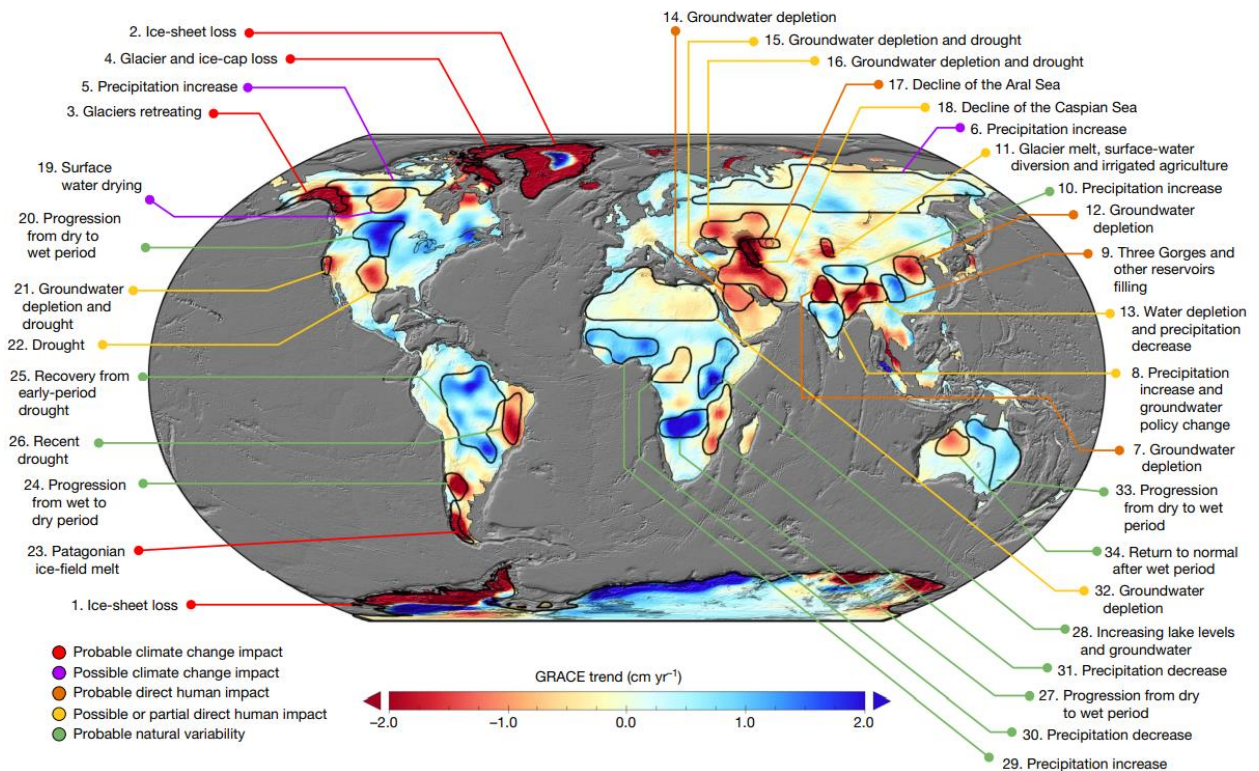 14. Groundwater depletion
2. Ice-sheet loss
15. Groundwater depletion and drought
4. Glacier and ice-cap loss
16. Groundwater depletion and drought
5. Precipitation increase
17. Decline of the Aral Sea
3. Glaciers retreating
18. Decline of the Caspian Sea
6. Precipitation increase
11. Glacier melt, surface-water
diversion and irrigated agriculture
19. Surface
water drying
10. Precipitation increase
20. Progression
from dry to
wet period
12. Groundwater
depletion
9. Three Gorges and
other reservoirs
filling
21. Groundwater
depletion and
drought
13. Water depletion
and precipitation
decrease
22. Drought
8. Precipitation
increase and
groundwater
policy change
25. Recovery from
early-period
drought
26. Recent
drought
7. Groundwater
depletion
24. Progression
from wet to
dry period
33. Progression
from dry to wet
period
23. Patagonian
ice-field melt
34. Return to normal
after wet period
1. Ice-sheet loss
32. Groundwater
depletion
28. Increasing lake levels
and groundwater
31. Precipitation decrease
27. Progression from dry
to wet period
30. Precipitation decrease
29. Precipitation increase
Probable climate change impact
Possible climate change impact
Probable direct human impact
Possible or partial direct human impact
Probable natural variability
GRACE trend (cm yr⁻¹)
−2.0 −1.0 0.0 1.0 2.0